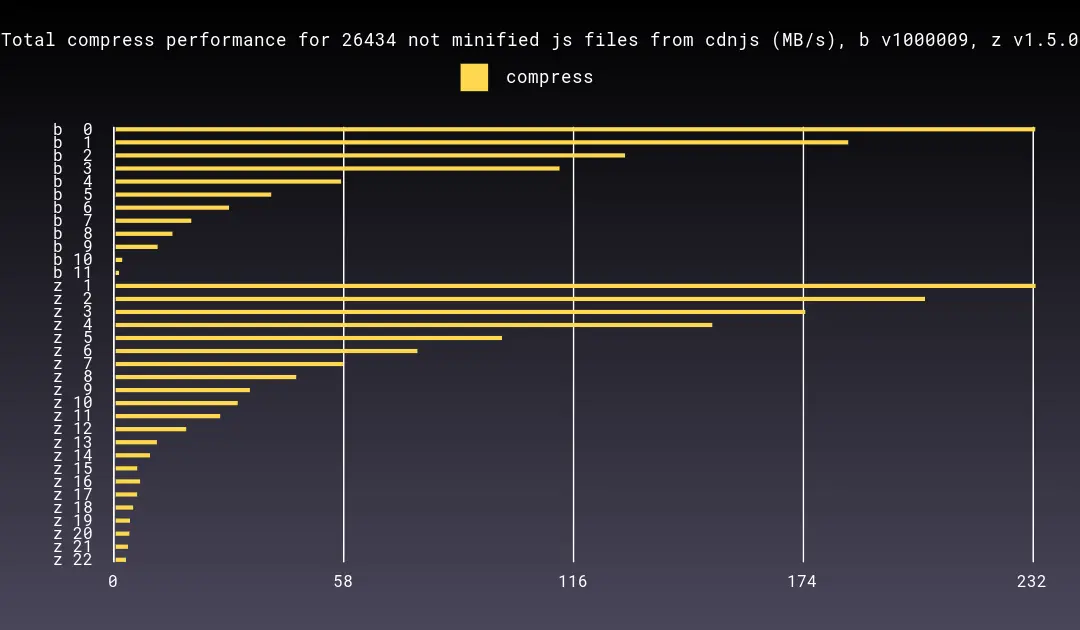 Total compress performance for 26434 not minified js files from cdnjs (MB/s), b v1000009, z v1.5.0
compress
b 0
b 1
b 2
b 3
b 4
b 5
b 6
b 7
b 8
b 9
b 10
b 11
z 1
z 2
z 3
z 4
z 5
z 6
z 7
z 8
z 9
z 10
z 11
z 12
z 13
z 14
z 15
z 16
z 17
z 18
z 19
z 20
z 21
z 22
0 58 116 174 232